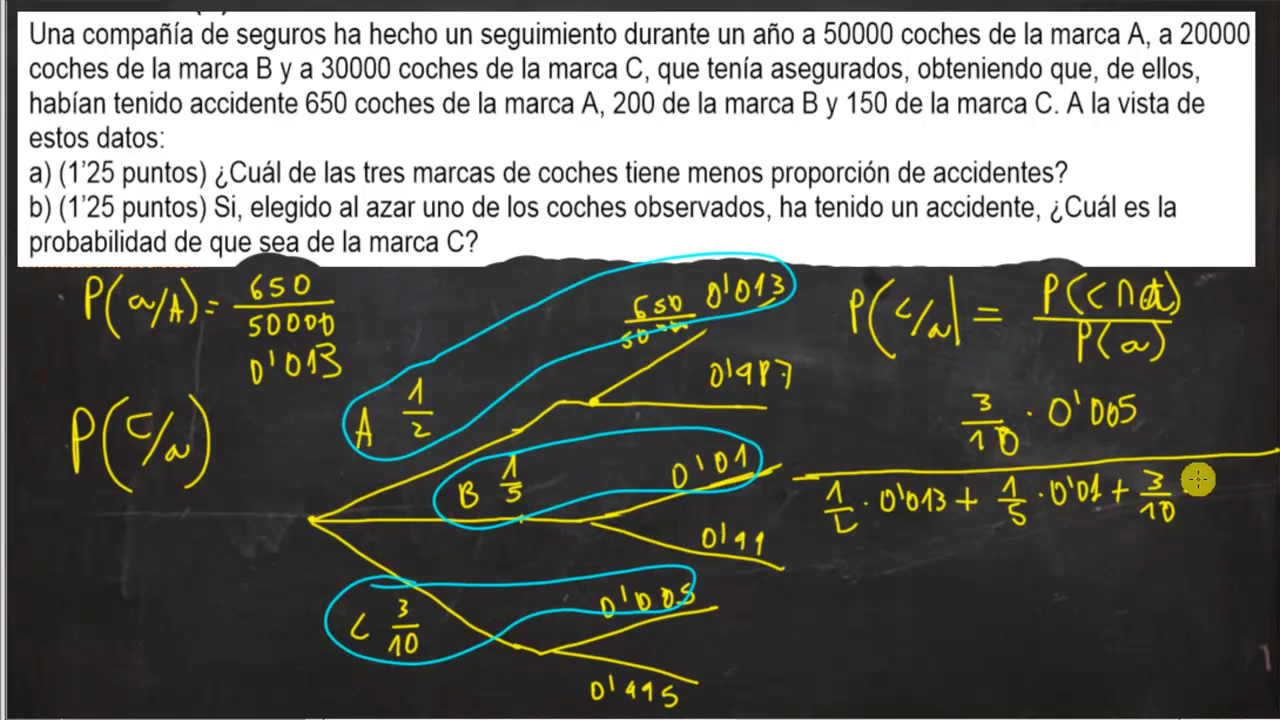 Una compañía de seguros ha hecho un seguimiento durante un año a 50000 coches de la marca A, a 20000
coches de la marca B y a 30000 coches de la marca C, que tenía asegurados, obteniendo que, de ellos,
habían tenido accidente 650 coches de la marca A, 200 de la marca B y 150 de la marca C. A la vista de
estos datos:
a) (1'25 puntos) ¿Cuál de las tres marcas de coches tiene menos proporción de accidentes?
b) (1'25 puntos) Si, elegido al azar uno de los coches observados, ha tenido un accidente, ¿Cuál es la
probabilidad de que sea de la marca C?
P(a/A) = 650/50000
0'013
P(C/a)
A 1/2
650/50000 0'013
0'987
B 1/5
0'01
0'99
C 3/10
0'005
0'995
P(C/a) = P(C∩a)/P(a)
3/10 · 0'005
1/2 · 0'013 + 1/5 · 0'01 + 3/10